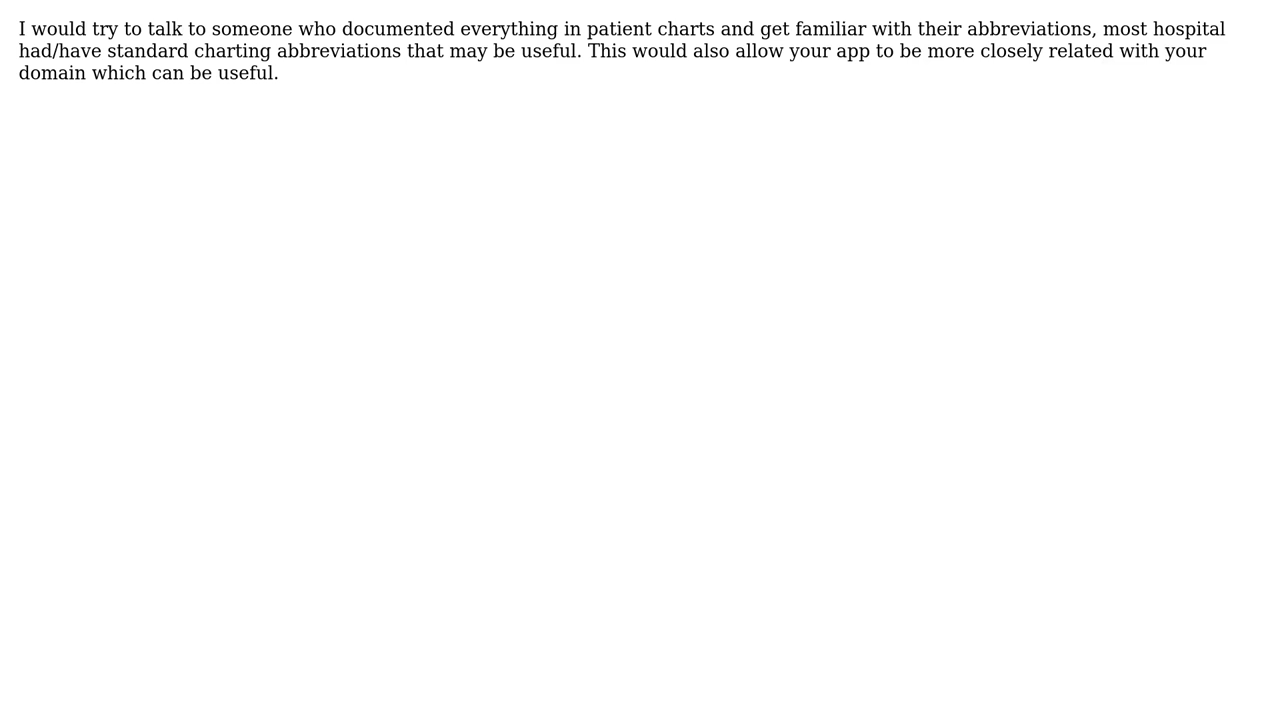 I would try to talk to someone who documented everything in patient charts and get familiar with their abbreviations, most hospital
had/have standard charting abbreviations that may be useful. This would also allow your app to be more closely related with your
domain which can be useful.